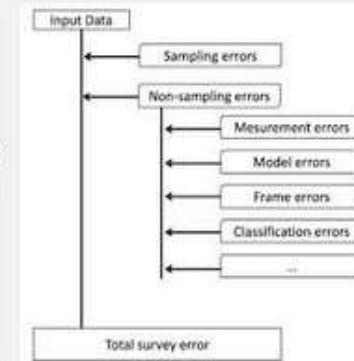 Input Data
Sampling errors
Non-sampling errors
Mesurement errors
Model errors
Frame errors
Classification errors
...
Total survey error